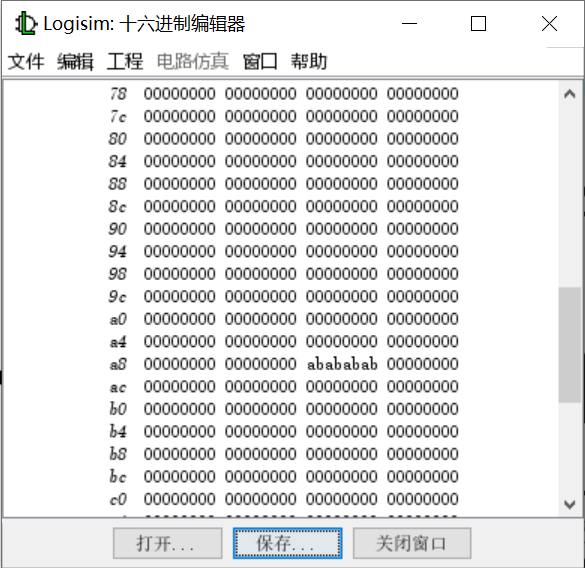 Logisim: 十六进制编辑器
文件 编辑 工程 电路仿真 窗口 帮助
78 00000000 00000000 00000000 00000000
7c 00000000 00000000 00000000 00000000
80 00000000 00000000 00000000 00000000
84 00000000 00000000 00000000 00000000
88 00000000 00000000 00000000 00000000
8c 00000000 00000000 00000000 00000000
90 00000000 00000000 00000000 00000000
94 00000000 00000000 00000000 00000000
98 00000000 00000000 00000000 00000000
9c 00000000 00000000 00000000 00000000
a0 00000000 00000000 00000000 00000000
a4 00000000 00000000 00000000 00000000
a8 00000000 00000000 abababab 00000000
ac 00000000 00000000 00000000 00000000
b0 00000000 00000000 00000000 00000000
b4 00000000 00000000 00000000 00000000
b8 00000000 00000000 00000000 00000000
bc 00000000 00000000 00000000 00000000
c0 00000000 00000000 00000000 00000000
打开... 保存... 关闭窗口